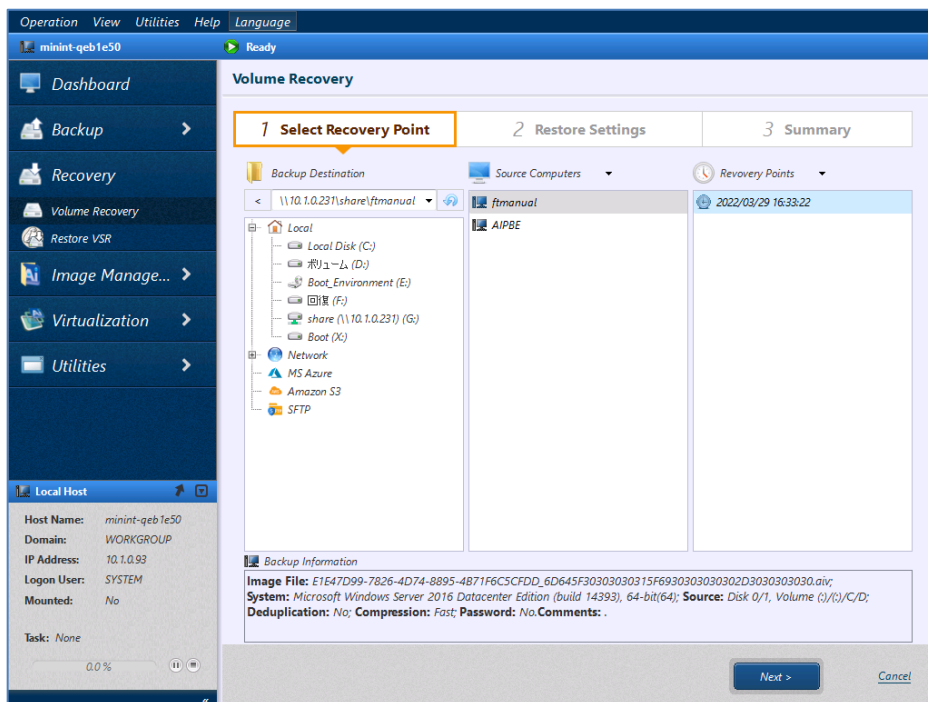 Operation View Utilities Help Language
minint-qeb1e50
Ready
Dashboard
Backup
Recovery
Volume Recovery
Restore VSR
Image Manage...
Virtualization
Utilities
Local Host
Host Name: minint-qeb1e50
Domain: WORKGROUP
IP Address: 10.1.0.93
Logon User: SYSTEM
Mounted: No
Task: None
0.0 %
«
Volume Recovery
1 Select Recovery Point
2 Restore Settings
3 Summary
Backup Destination
< \\10.1.0.231\share\ftmanual
Local
Local Disk (C:)
ボリューム (D:)
Boot_Environment (E:)
回復 (F:)
share (\\10.1.0.231) (G:)
Boot (X:)
Network
MS Azure
Amazon S3
SFTP
Source Computers
ftmanual
AIPBE
Revovery Points
2022/03/29 16:33:22
Backup Information
Image File: E1E47D99-7826-4D74-8895-4B71F6C5CFDD_6D645F30303030315F6930303030302D3030303030.aiv;
System: Microsoft Windows Server 2016 Datacenter Edition (build 14393), 64-bit(64); Source: Disk 0/1, Volume (:)/(:)/C/D;
Deduplication: No; Compression: Fast; Password: No.Comments: .
Next >
Cancel